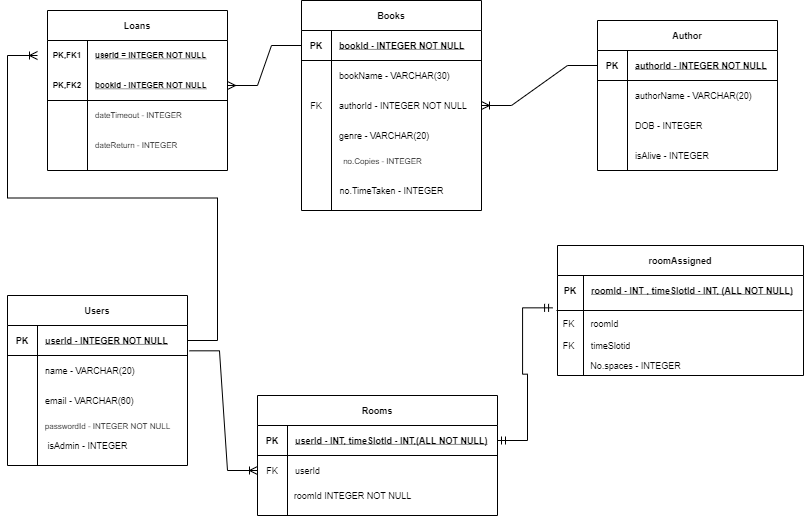 Loans
PK,FK1 userId = INTEGER NOT NULL
PK,FK2 bookId - INTEGER NOT NULL
dateTimeout - INTEGER
dateReturn - INTEGER
Books
PK bookId - INTEGER NOT NULL
bookName - VARCHAR(30)
FK authorId - INTEGER NOT NULL
genre - VARCHAR(20)
no.Copies - INTEGER
no.TimeTaken - INTEGER
Author
PK authorId - INTEGER NOT NULL
authorName - VARCHAR(20)
DOB - INTEGER
isAlive - INTEGER
roomAssigned
PK roomId - INT , timeSlotId - INT, (ALL NOT NULL)
FK roomId
FK timeSlotid
No.spaces - INTEGER
Users
PK userId - INTEGER NOT NULL
name - VARCHAR(20)
email - VARCHAR(60)
passwordId - INTEGER NOT NULL
isAdmin - INTEGER
Rooms
PK userId - INT, timeSlotId - INT,(ALL NOT NULL)
FK userId
roomId INTEGER NOT NULL